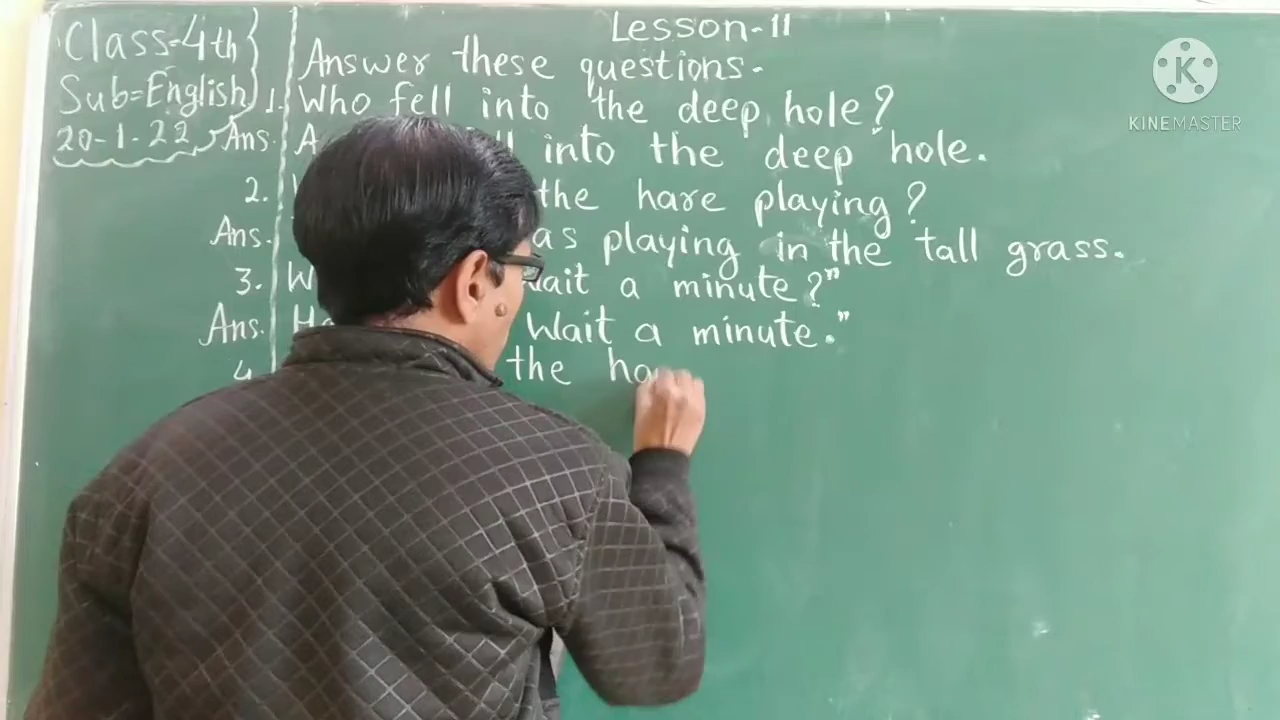 Lesson-11
Class-4th
Sub=English
20-1-22
Answer these questions.
1. Who fell into the deep hole?
Ans. A into the deep hole.
2. the hare playing?
Ans. playing in the tall grass.
3. Wait a minute?"
Ans. Wait a minute."
4. the
K
KINEMASTER